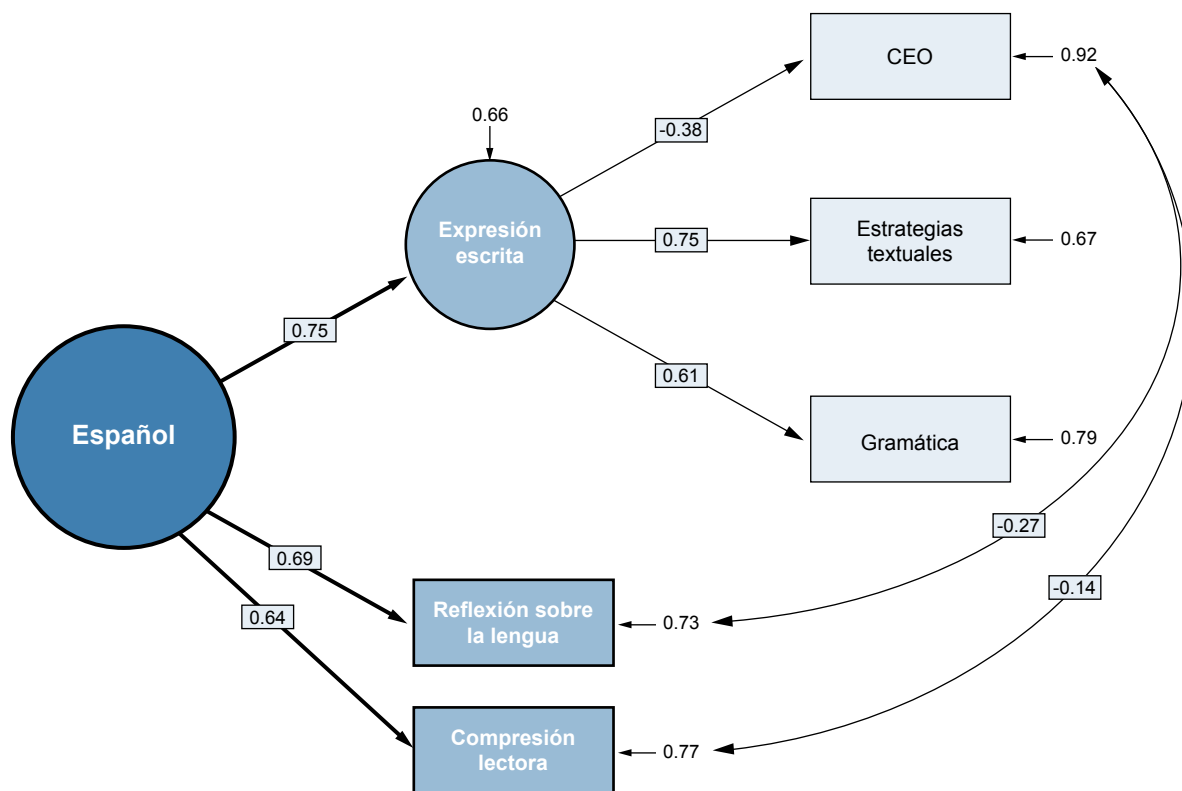 CEO
0.92
0.66
-0.38
Expresión
escrita
0.75
Estrategias
textuales
0.67
0.75
0.61
Español
Gramática
0.79
-0.27
0.69
-0.14
0.64
Reflexión sobre
la lengua
0.73
Compresión
lectora
0.77